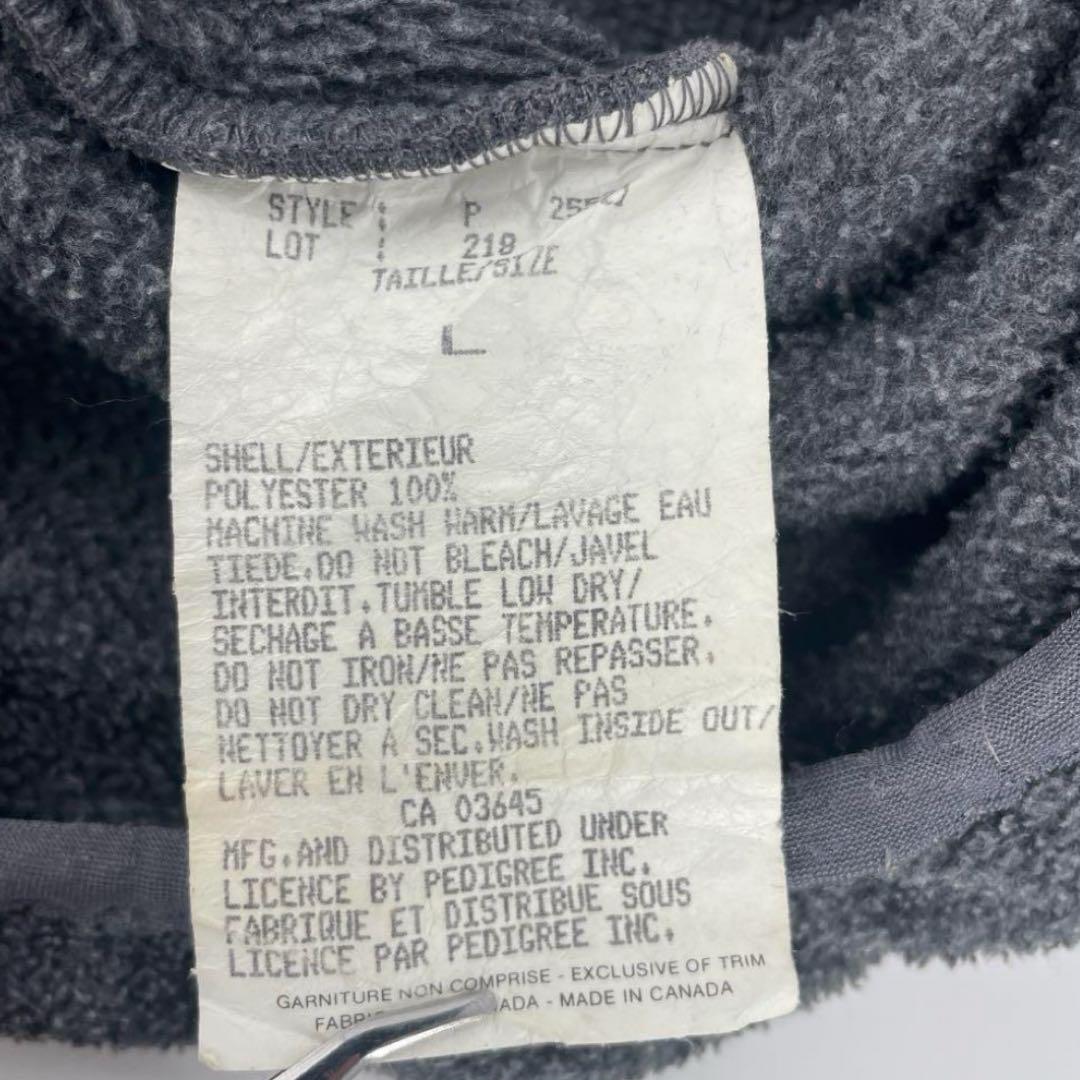 STYLE : P
LOT : 218
TAILLE/SIZE
L
SHELL/EXTERIEUR
POLYESTER 100%
MACHINE WASH WARM/LAVAGE EAU
TIEDE.DO NOT BLEACH/JAVEL
INTERDIT.TUMBLE LOW DRY/
SECHAGE A BASSE TEMPERATURE.
DO NOT IRON/NE PAS REPASSER.
DO NOT DRY CLEAN/NE PAS
NETTOYER A SEC.WASH INSIDE OUT/
LAVER EN L'ENVER.
CA 03645
MFG.AND DISTRIBUTED UNDER
LICENCE BY PEDIGREE INC.
FABRIQUE ET DISTRIBUE SOUS
LICENCE PAR PEDIGREE INC.
GARNITURE NON COMPRISE - EXCLUSIVE OF TRIM
- MADE IN CANADA